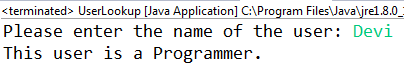 <terminated> UserLookup [Java Application] C:\Program Files\Java\jre1.8.0_
Please enter the name of the user: Devi
This user is a Programmer.